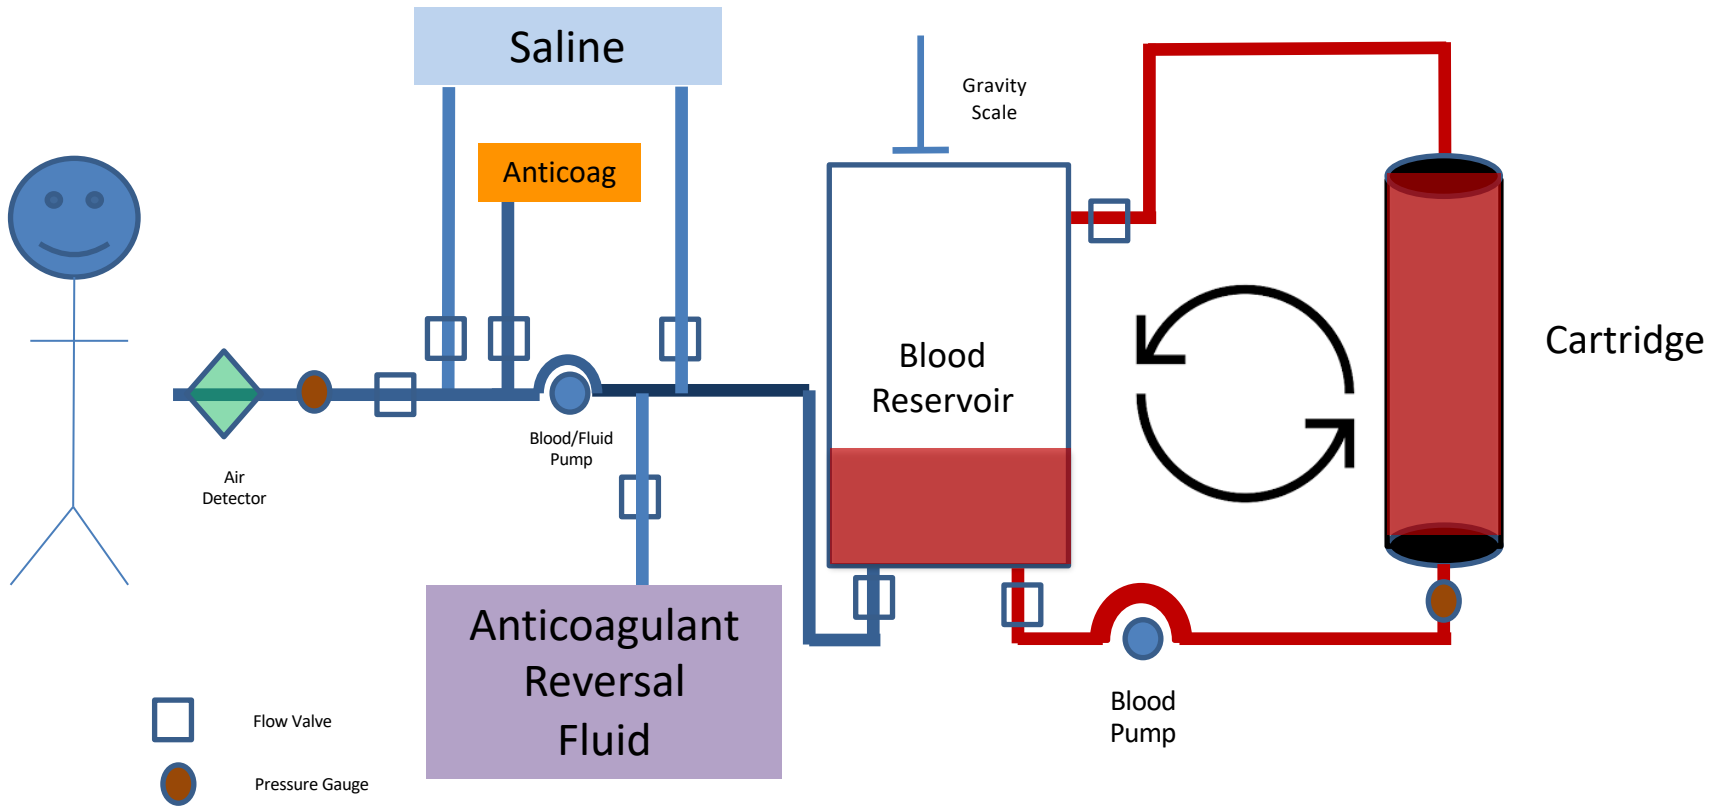 Saline
Gravity
Scale
Anticoag
Blood
Reservoir
Cartridge
Blood/Fluid
Pump
Air
Detector
Anticoagulant
Reversal
Fluid
Blood
Pump
Flow Valve
Pressure Gauge